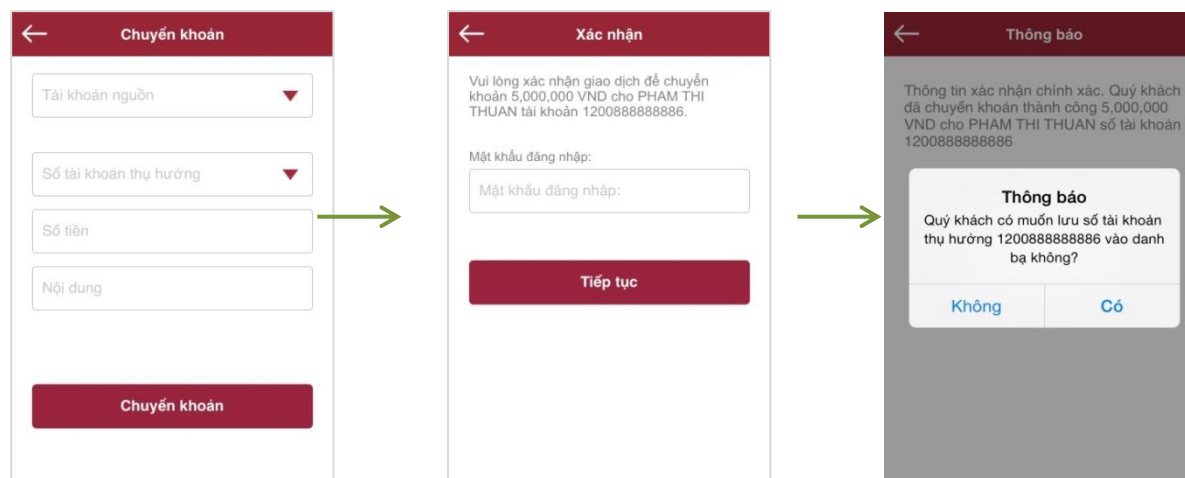 Chuyển khoản
Tài khoản nguồn
Số tài khoản thụ hưởng
Số tiền
Nội dung
Chuyển khoản
Xác nhận
Vui lòng xác nhận giao dịch để chuyển
khoản 5,000,000 VND cho PHAM THI
THUAN tài khoản 1200888888886.
Mật khẩu đăng nhập:
Mật khẩu đăng nhập:
Tiếp tục
Thông báo
Thông tin xác nhận chính xác. Quý khách
đã chuyển khoản thành công 5,000,000
VND cho PHAM THI THUAN số tài khoản
1200888888886
Thông báo
Quý khách có muốn lưu số tài khoản
thụ hưởng 1200888888886 vào danh
bạ không?
Không
Có